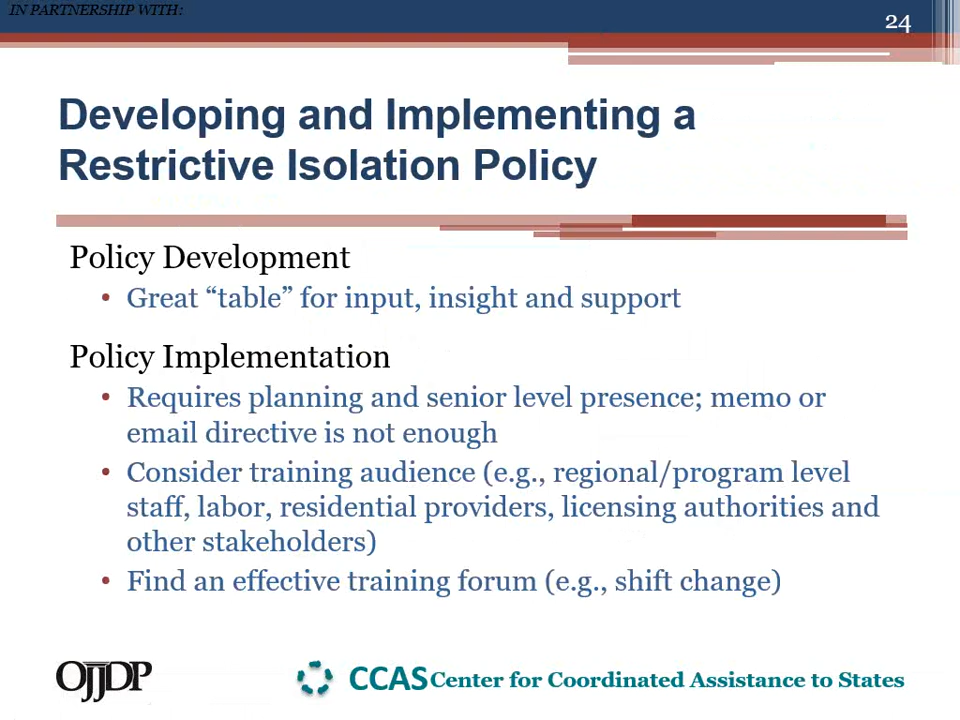 IN PARTNERSHIP WITH:
24
Developing and Implementing a
Restrictive Isolation Policy
Policy Development
• Great “table” for input, insight and support
Policy Implementation
• Requires planning and senior level presence; memo or
email directive is not enough
• Consider training audience (e.g., regional/program level
staff, labor, residential providers, licensing authorities and
other stakeholders)
• Find an effective training forum (e.g., shift change)
OJJDP
CCAS Center for Coordinated Assistance to States